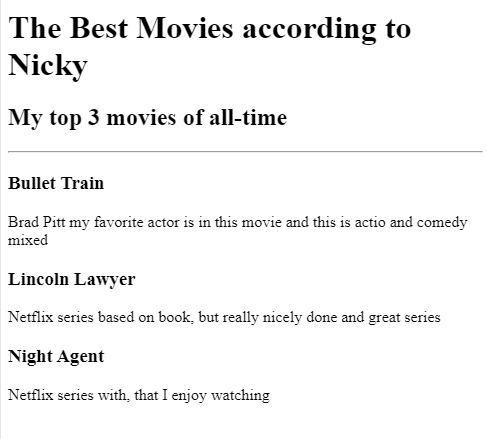 The Best Movies according to
Nicky
My top 3 movies of all-time
Bullet Train
Brad Pitt my favorite actor is in this movie and this is actio and comedy
mixed
Lincoln Lawyer
Netflix series based on book, but really nicely done and great series
Night Agent
Netflix series with, that I enjoy watching